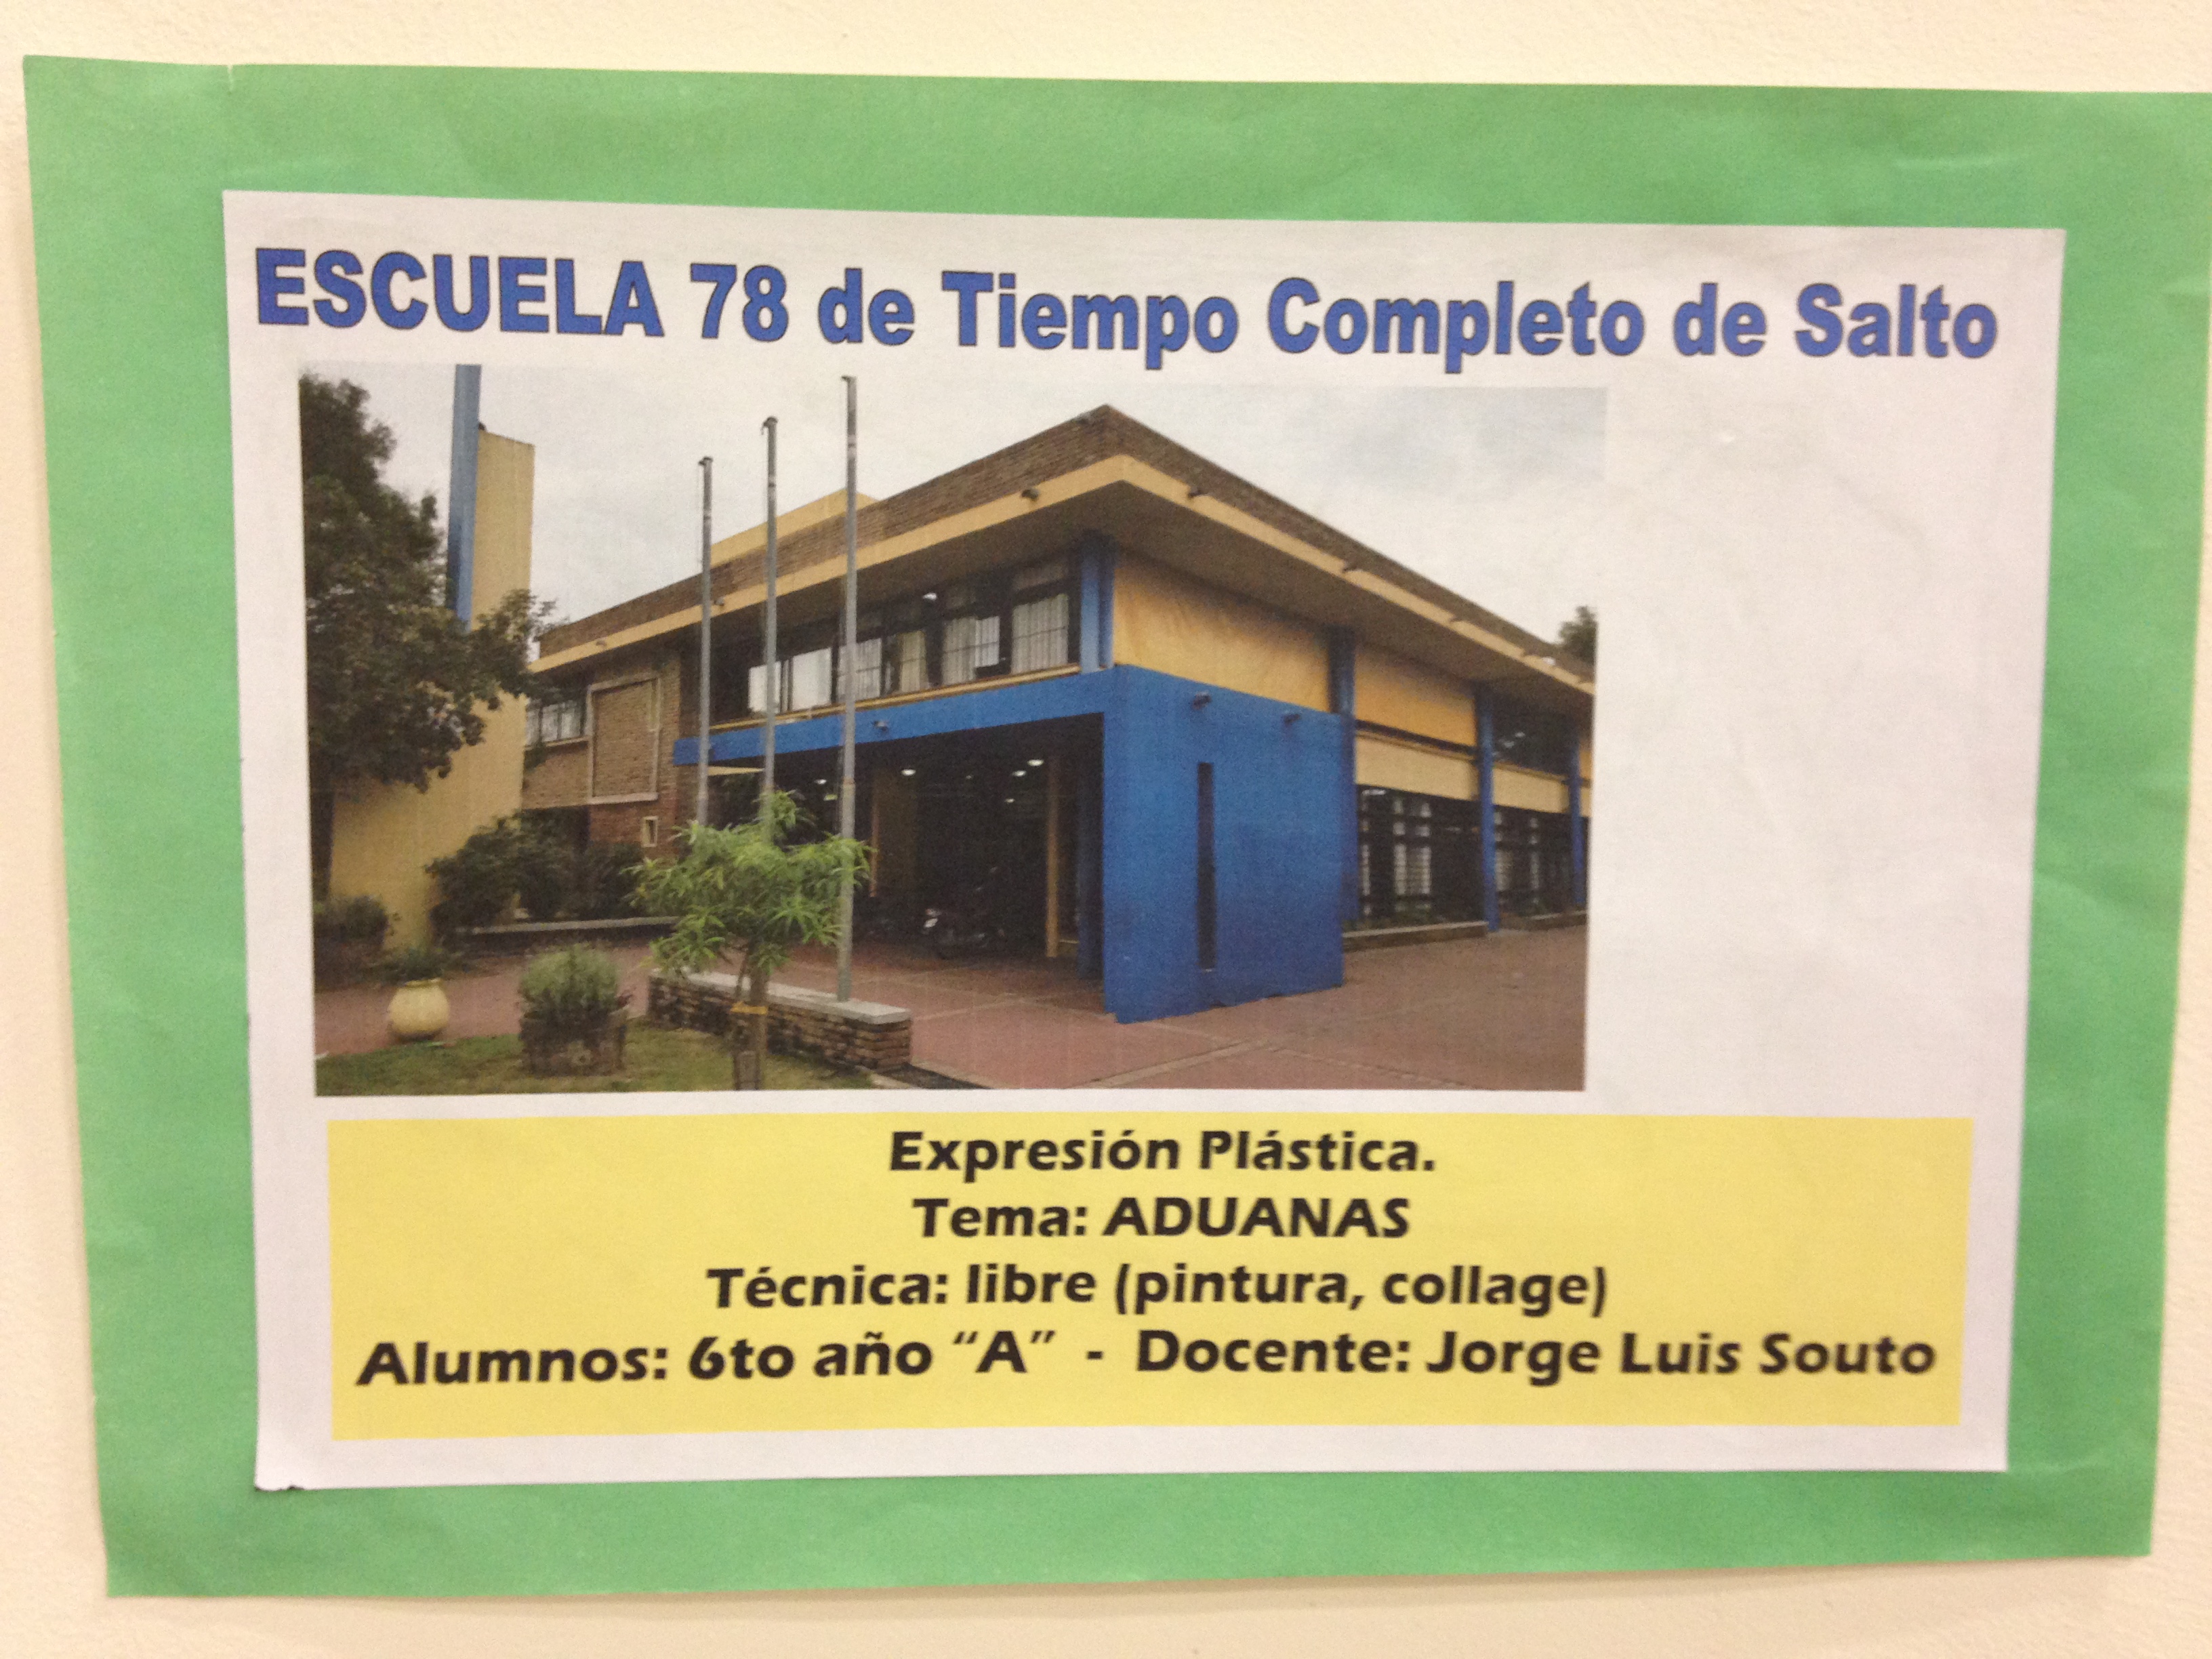 ESCUELA 78 de Tiempo Completo de Salto
Expresión Plástica.
Tema: ADUANAS
Técnica: libre (pintura, collage)
Alumnos: 6to año “A” - Docente: Jorge Luis Souto